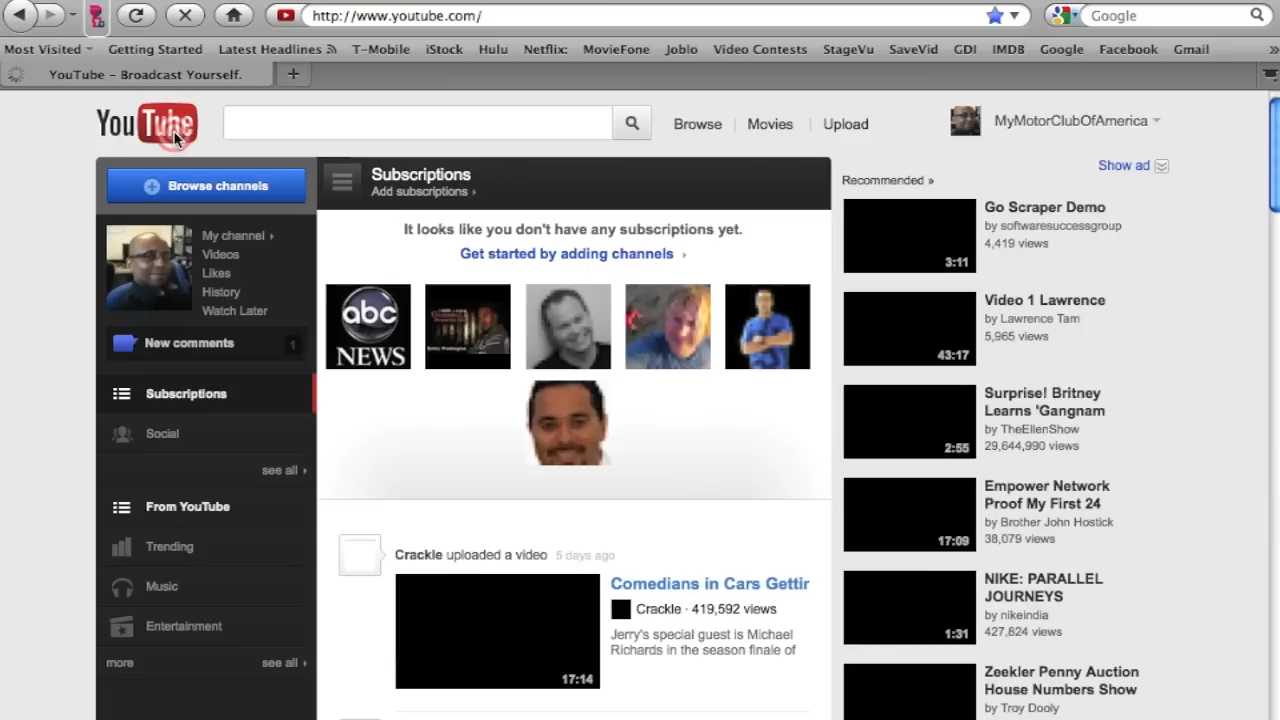 http://www.youtube.com/
Google
Most Visited
Getting Started
Latest Headlines
T-Mobile
iStock
Hulu
Netflix:
MovieFone
Joblo
Video Contests
StageVu
SaveVid
GDI
IMDB
Google
Facebook
Gmail
YouTube - Broadcast Yourself.
YouTube
Browse
Movies
Upload
MyMotorClubOfAmerica
Show ad
Browse channels
My channel
Videos
Likes
History
Watch Later
New comments
1
Subscriptions
Social
see all
From YouTube
Trending
Music
Entertainment
more
see all
Subscriptions
Add subscriptions
It looks like you don't have any subscriptions yet.
Get started by adding channels
abc
NEWS
Crackle uploaded a video 5 days ago
17:14
Comedians in Cars Gettir
Crackle · 419,592 views
Jerry's special guest is Michael
Richards in the season finale of
Recommended »
3:11
Go Scraper Demo
by softwaresuccessgroup
4,419 views
43:17
Video 1 Lawrence
by Lawrence Tam
5,965 views
2:55
Surprise! Britney
Learns 'Gangnam
by TheEllenShow
29,644,990 views
17:09
Empower Network
Proof My First 24
by Brother John Hostick
38,079 views
1:31
NIKE: PARALLEL
JOURNEYS
by nikeindia
427,824 views
Zeekler Penny Auction
House Numbers Show
by Troy Dooly